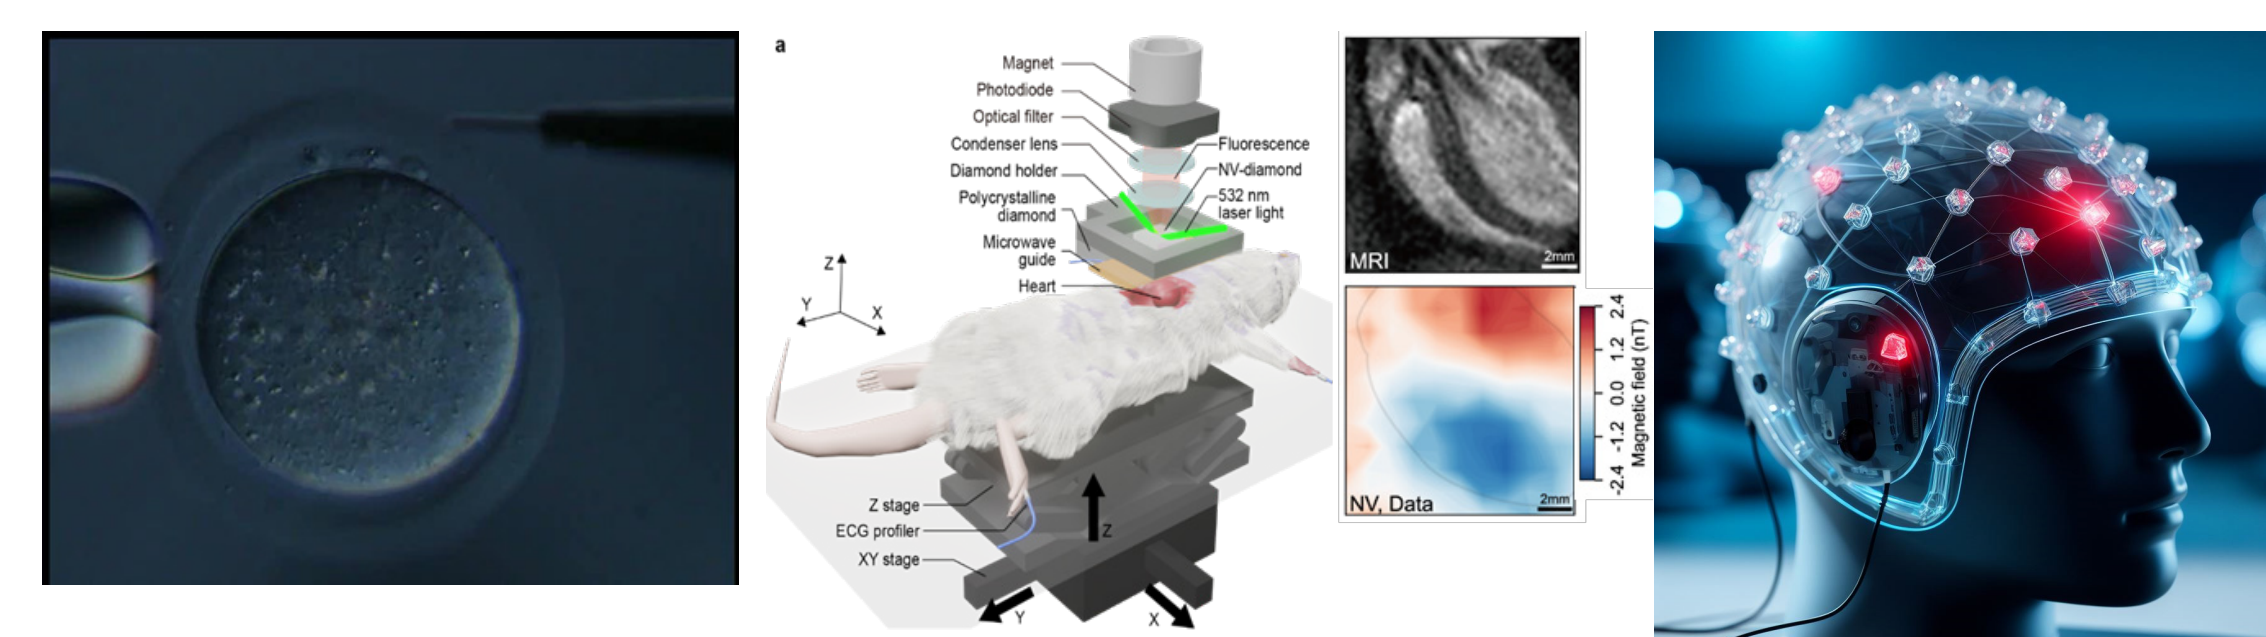 a
Magnet
Photodiode
Optical filter
Condenser lens
Diamond holder
Polycrystalline
diamond
Microwave
guide
Heart
Fluorescence
NV-diamond
532 nm
laser light
Z
Y
X
Z stage
ECG profiler
XY stage
Z
Y
X
MRI
2mm
NV, Data
2mm
2.4
1.2
0.0
-1.2
-2.4
Magnetic field (nT)